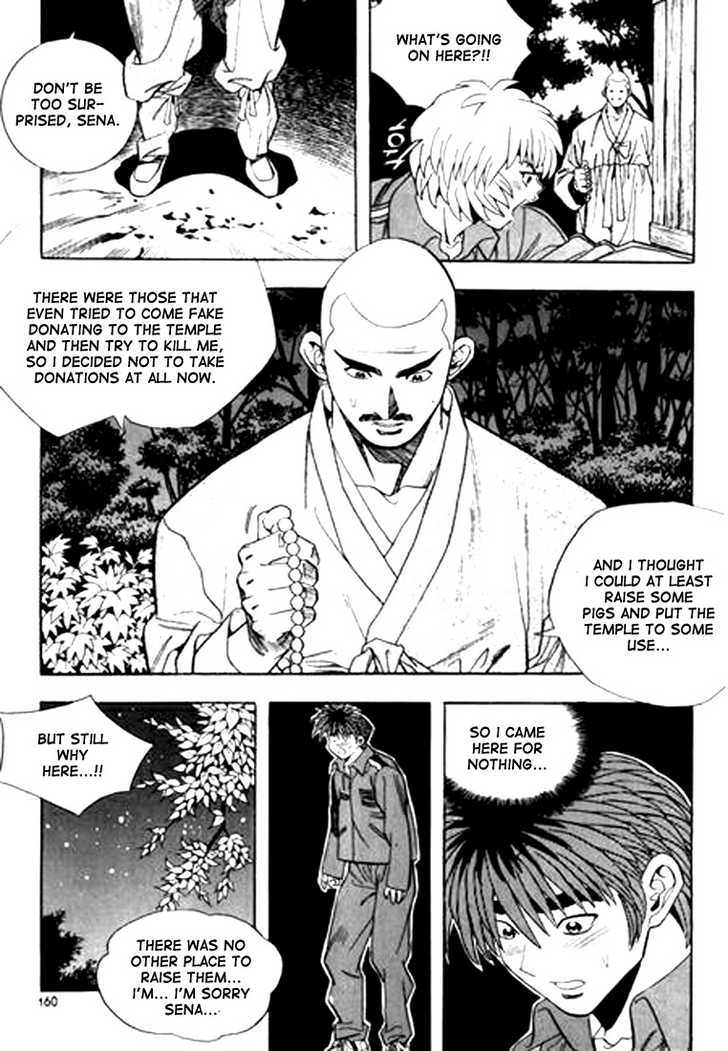 DON'T BE
TOO SUR-
PRISED, SENA.
WHAT'S GOING
ON HERE?!!
THERE WERE THOSE THAT
EVEN TRIED TO COME FAKE
DONATING TO THE TEMPLE
AND THEN TRY TO KILL ME,
SO I DECIDED NOT TO TAKE
DONATIONS AT ALL NOW.
AND I THOUGHT
I COULD AT LEAST
RAISE SOME
PIGS AND PUT THE
TEMPLE TO SOME
USE...
BUT STILL
WHY
HERE...!!
THERE WAS NO
OTHER PLACE TO
RAISE THEM...
I'M... I'M SORRY
SENA...
SO I CAME
HERE FOR
NOTHING...
160